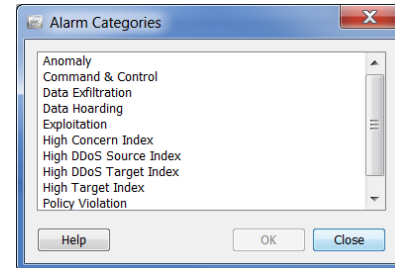 Alarm Categories
Anomaly
Command & Control
Data Exfiltration
Data Hoarding
Exploitation
High Concern Index
High DDoS Source Index
High DDoS Target Index
High Target Index
Policy Violation
Help OK Close